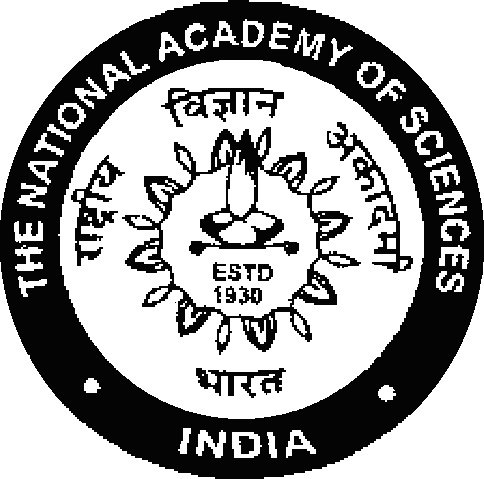 THE NATIONAL ACADEMY OF SCIENCES
INDIA
राष्ट्रीय विज्ञान अकादमी
भारत
ESTD
1930